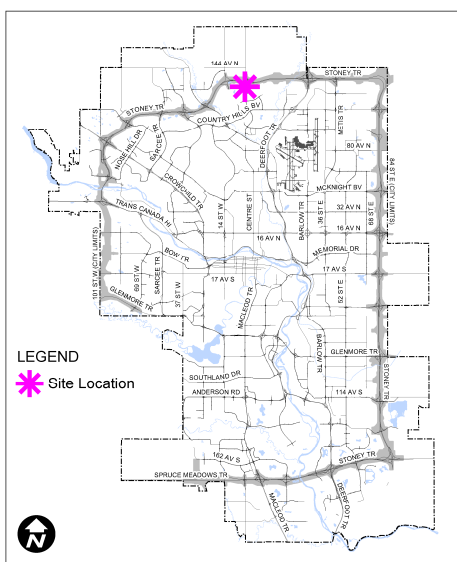 144 AV N
STONEY TR
STONEY TR
COUNTRY HILLS BV
METIS TR
NOSE HILL DR
SARCEE TR
DEERFOOT TR
80 AV N
84 ST E (CITY LIMITS)
CROWCHILD TR
MCKNIGHT BV
14 ST W
CENTRE ST
BARLOW TR
36 ST E
32 AV N
68 ST E
TRANS CANADA HI
16 AV N
16 AV N
101 ST W (CITY LIMITS)
BOW TR
MEMORIAL DR
69 ST W
SARCEE TR
37 ST W
17 AV S
17 AV S
52 ST E
GLENMORE TR
MACLEOD TR
BARLOW TR
GLENMORE TR
LEGEND
Site Location
SOUTHLAND DR
STONEY TR
ANDERSON RD
114 AV S
162 AV S
STONEY TR
SPRUCE MEADOWS TR
MACLEOD TR
DEERFOOT TR
N